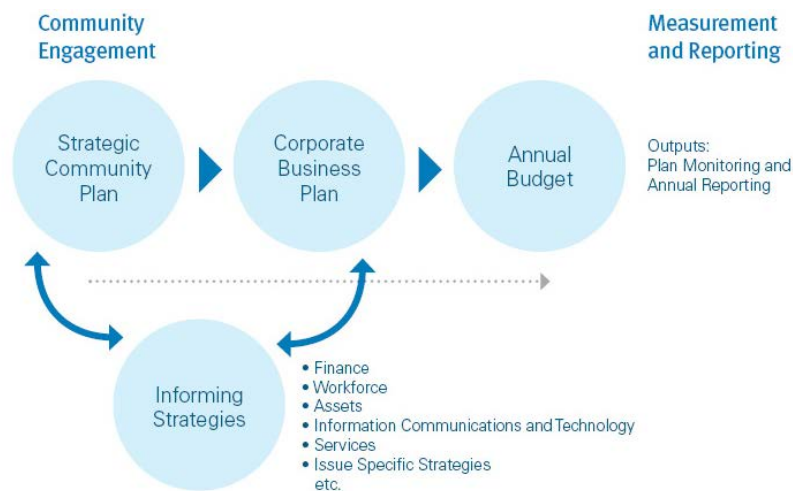 Community
Engagement
Measurement
and Reporting
Strategic
Community
Plan
Corporate
Business
Plan
Annual
Budget
Outputs:
Plan Monitoring and
Annual Reporting
Informing
Strategies
• Finance
• Workforce
• Assets
• Information Communications and Technology
• Services
• Issue Specific Strategies
etc.